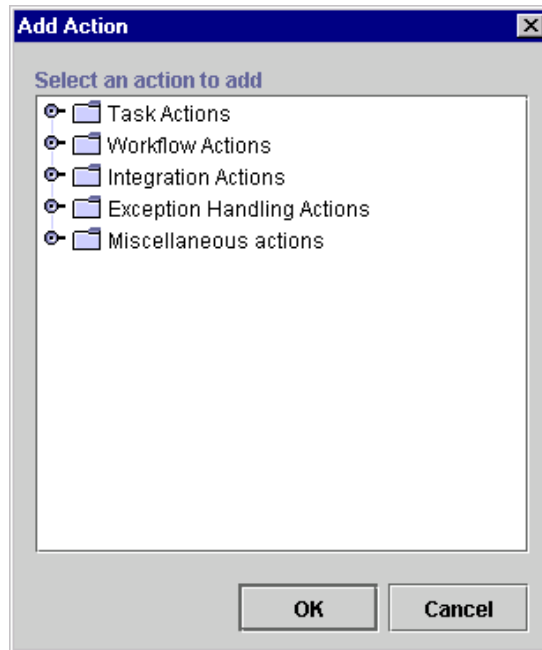 Add Action
Select an action to add
Task Actions
Workflow Actions
Integration Actions
Exception Handling Actions
Miscellaneous actions
OK Cancel